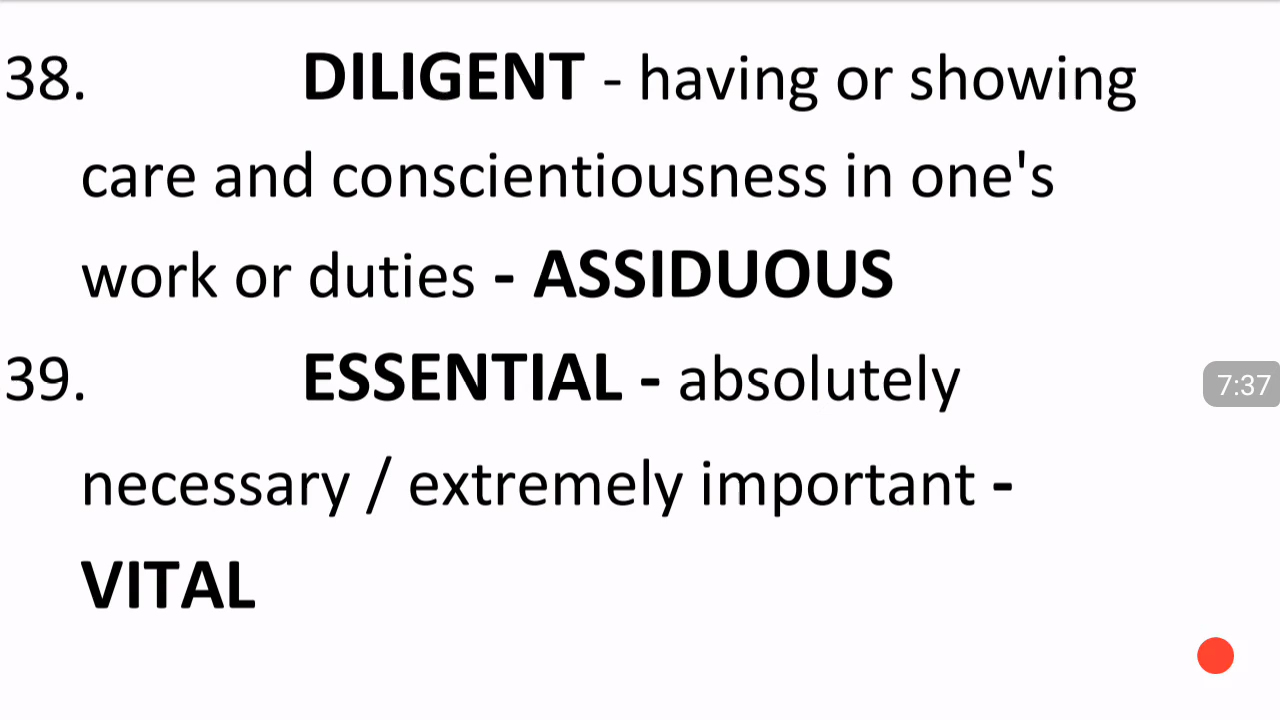 38. DILIGENT - having or showing
care and conscientiousness in one's
work or duties - ASSIDUOUS
39. ESSENTIAL - absolutely
7:37
necessary / extremely important -
VITAL